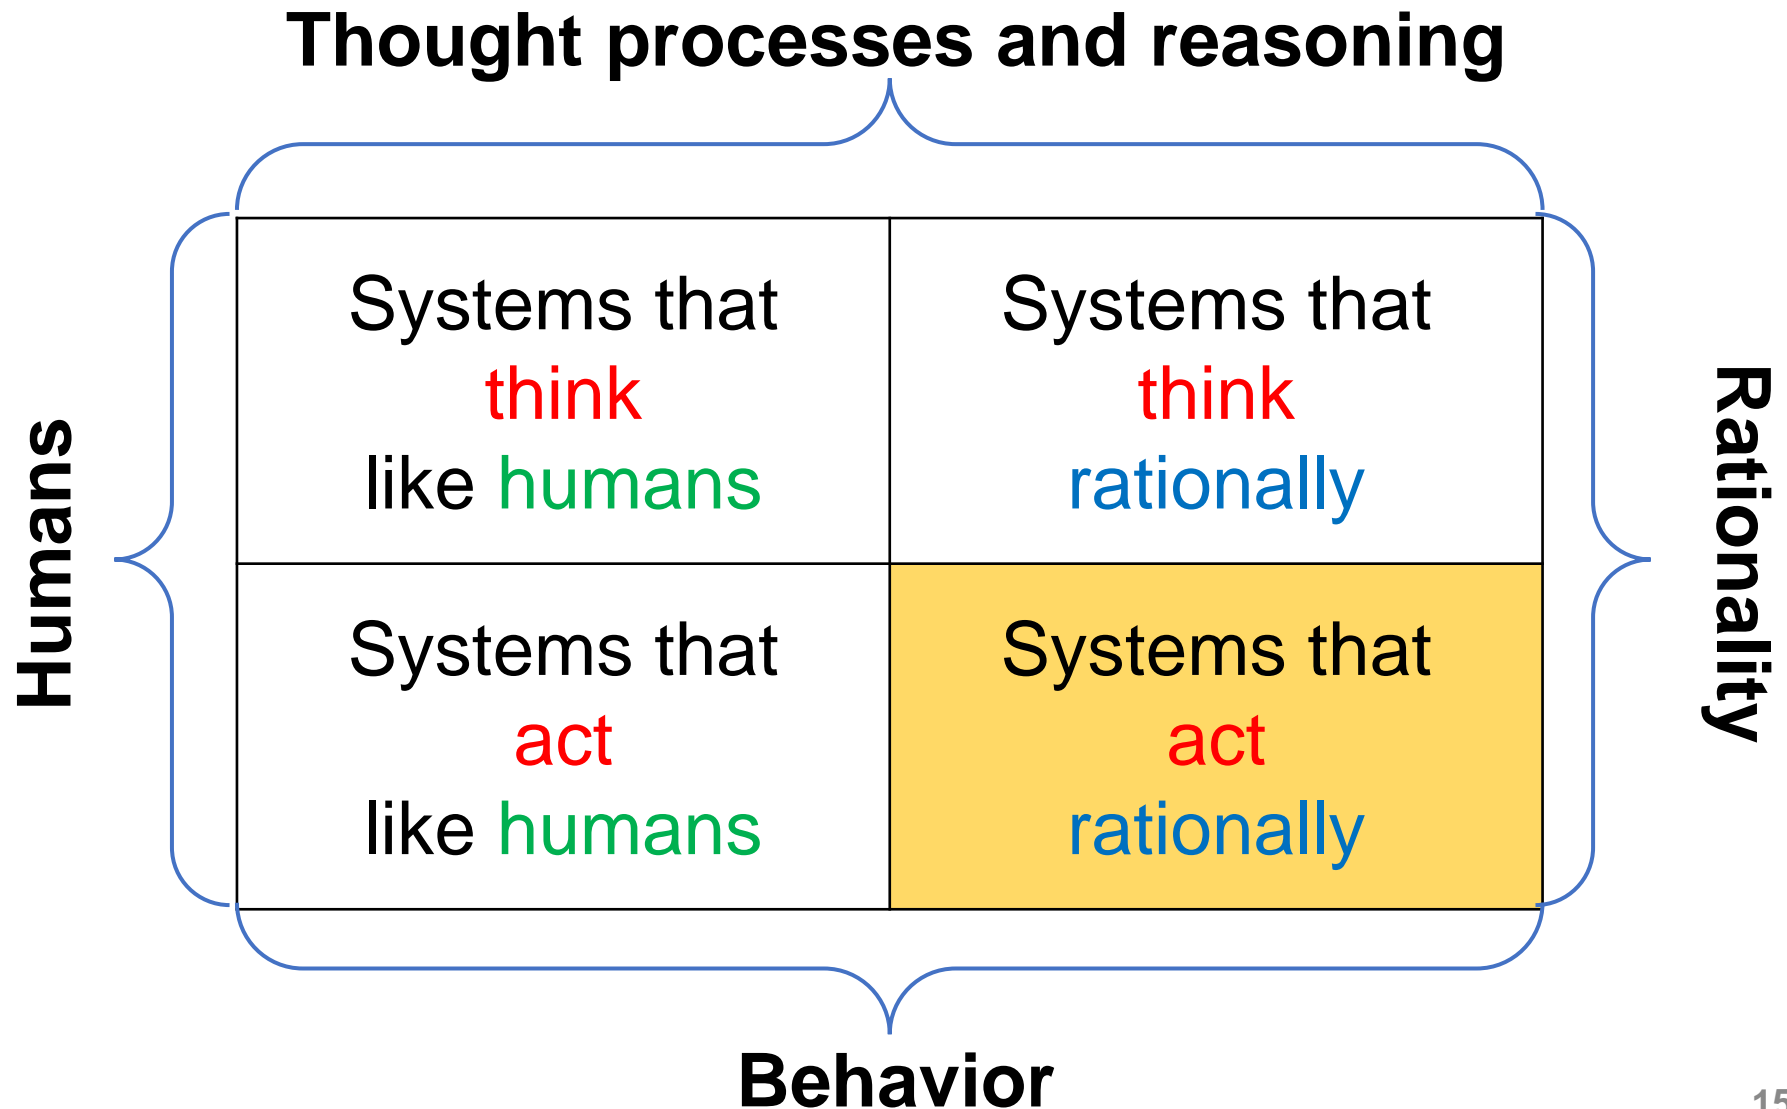 Thought processes and reasoning
Humans
Systems that
think
like humans
Systems that
think
rationally
Rationality
Systems that
act
like humans
Systems that
act
rationally
Behavior
15